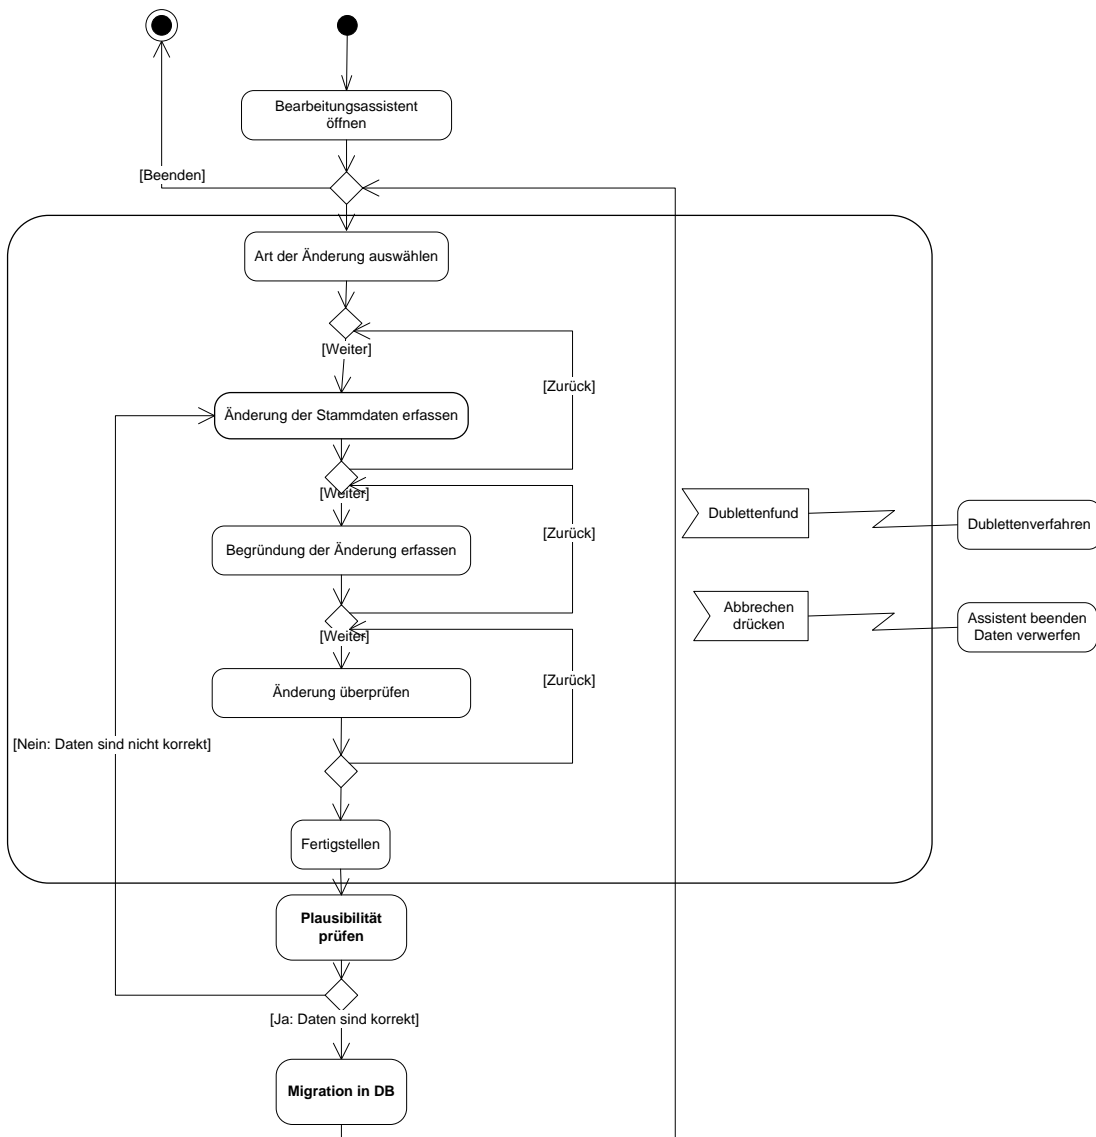 Bearbeitungsassistent
öffnen
[Beenden]
Art der Änderung auswählen
[Weiter]
[Zurück]
Änderung der Stammdaten erfassen
[Weiter]
Dublettenfund
Dublettenverfahren
[Zurück]
Begründung der Änderung erfassen
Abbrechen
drücken
Assistent beenden
Daten verwerfen
[Weiter]
[Zurück]
Änderung überprüfen
[Nein: Daten sind nicht korrekt]
Fertigstellen
Plausibilität
prüfen
[Ja: Daten sind korrekt]
Migration in DB